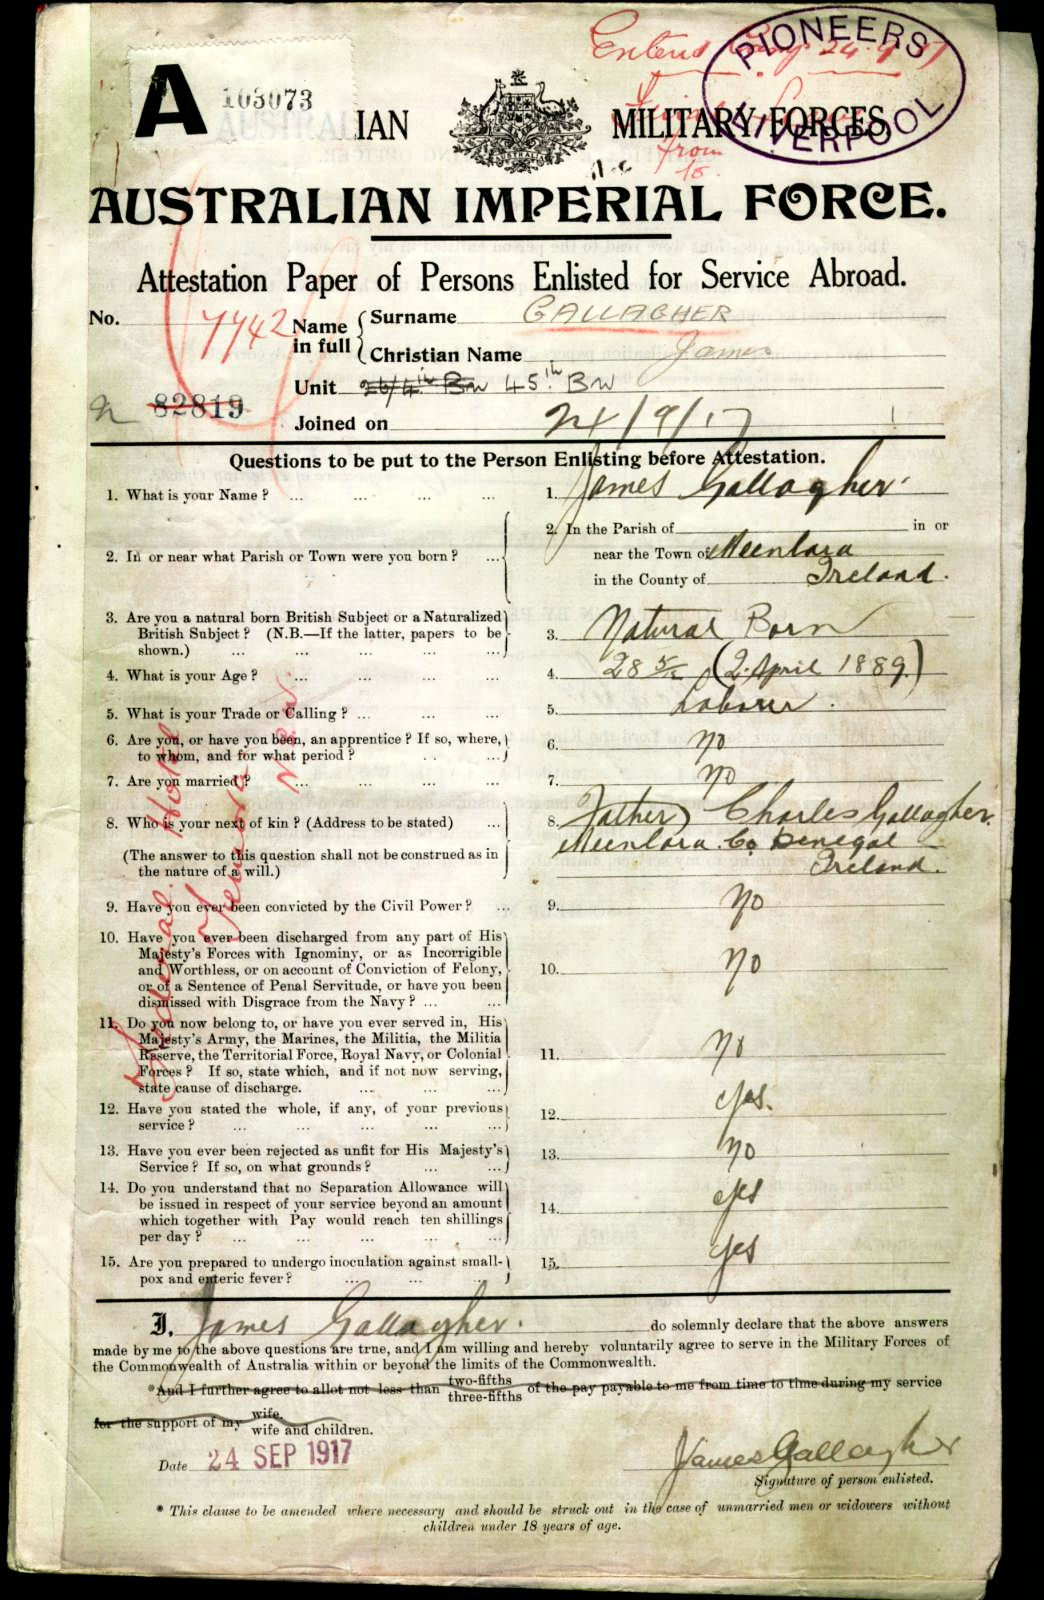 Entend Camp 24.9.17
PIONEERS
LIVERPOOL
from
to.
A 103073
AUSTRALIAN MILITARY FORCES
AUSTRALIAN IMPERIAL FORCE.
Attestation Paper of Persons Enlisted for Service Abroad.
No. 7742
Name in full { Surname GALLAGHER
Christian Name James
Unit 26/4th Bn 45th Bn
82819
Joined on 24/9/17
Questions to be put to the Person Enlisting before Attestation.
1. What is your Name? ... ... ... ... 1. James Gallagher
2. In or near what Parish or Town were you born? ... 2. In the Parish of in or
near the Town of Meenlara
in the County of Ireland.
3. Are you a natural born British Subject or a Naturalized
British Subject? (N.B.—If the latter, papers to be
shown.) ... ... ... ... ... 3. Natural Born
4. What is your Age? ... ... ... ... 4. 28 5/12 (2 April 1889)
5. What is your Trade or Calling? ... ... ... 5. Labourer.
6. Are you, or have you been, an apprentice? If so, where,
to whom, and for what period? ... 6. No
7. Are you married? ... ... ... ... 7. No
8. Who is your next of kin? (Address to be stated) ... 8. Father) Charles Gallagher.
Meenlara Co Denegal
Ireland.
(The answer to this question shall not be construed as in
the nature of a will.)
9. Have you ever been convicted by the Civil Power? ... 9. No
10. Have you ever been discharged from any part of His
Majesty's Forces with Ignominy, or as Incorrigible
and Worthless, or on account of Conviction of Felony,
or of a Sentence of Penal Servitude, or have you been
dismissed with Disgrace from the Navy? ... ... 10. No
11. Do you now belong to, or have you ever served in, His
Majesty's Army, the Marines, the Militia, the Militia
Reserve, the Territorial Force, Royal Navy, or Colonial
Forces? If so, state which, and if not now serving,
state cause of discharge. ... ... ... 11. No
12. Have you stated the whole, if any, of your previous
service? ... ... ... ... ... 12. Yes.
13. Have you ever been rejected as unfit for His Majesty's
Service? If so, on what grounds? ... ... 13. No
14. Do you understand that no Separation Allowance will
be issued in respect of your service beyond an amount
which together with Pay would reach ten shillings
per day? ... ... ... ... ... 14. Yes
15. Are you prepared to undergo inoculation against small-
pox and enteric fever? ... ... ... 15. Yes
Federal Hotel
Temora
N.S.W.
I, James Gallagher. do solemnly declare that the above answers
made by me to the above questions are true, and I am willing and hereby voluntarily agree to serve in the Military Forces of
the Commonwealth of Australia within or beyond the limits of the Commonwealth.
*And I further agree to allot not less than two-fifths three-fifths of the pay payable to me from time to time during my service
for the support of my wife. wife and children.
Date 24 SEP 1917
James Gallagher
Signature of person enlisted.
* This clause to be amended where necessary and should be struck out in the case of unmarried men or widowers without
children under 18 years of age.